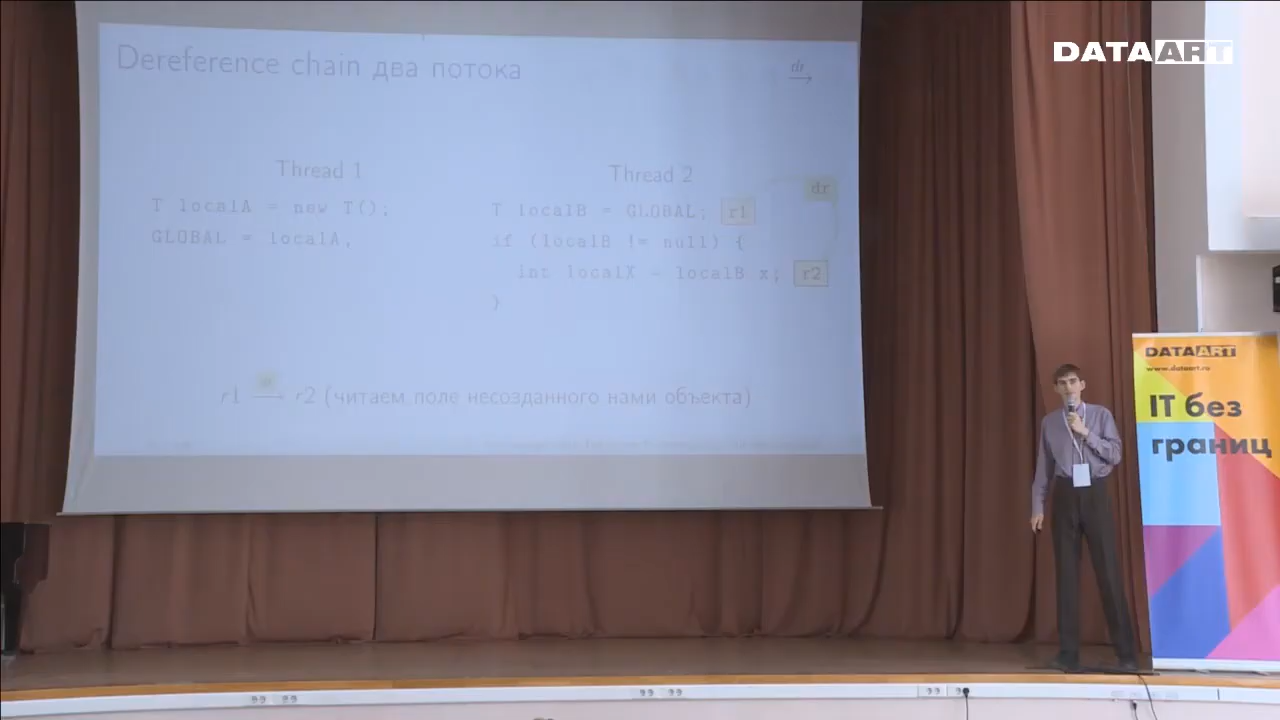 DATAART
Dereference chain два потока
dr
Thread 1
T localA = new T();
GLOBAL = localA,
Thread 2
dr
T localB = GLOBAL; r1
if (localB != null) {
int localX = localB x; r2
}
r1 → r2 (читаем поле несозданного нами объекта)
DATAART
www.dataart.ru
IT без
границ